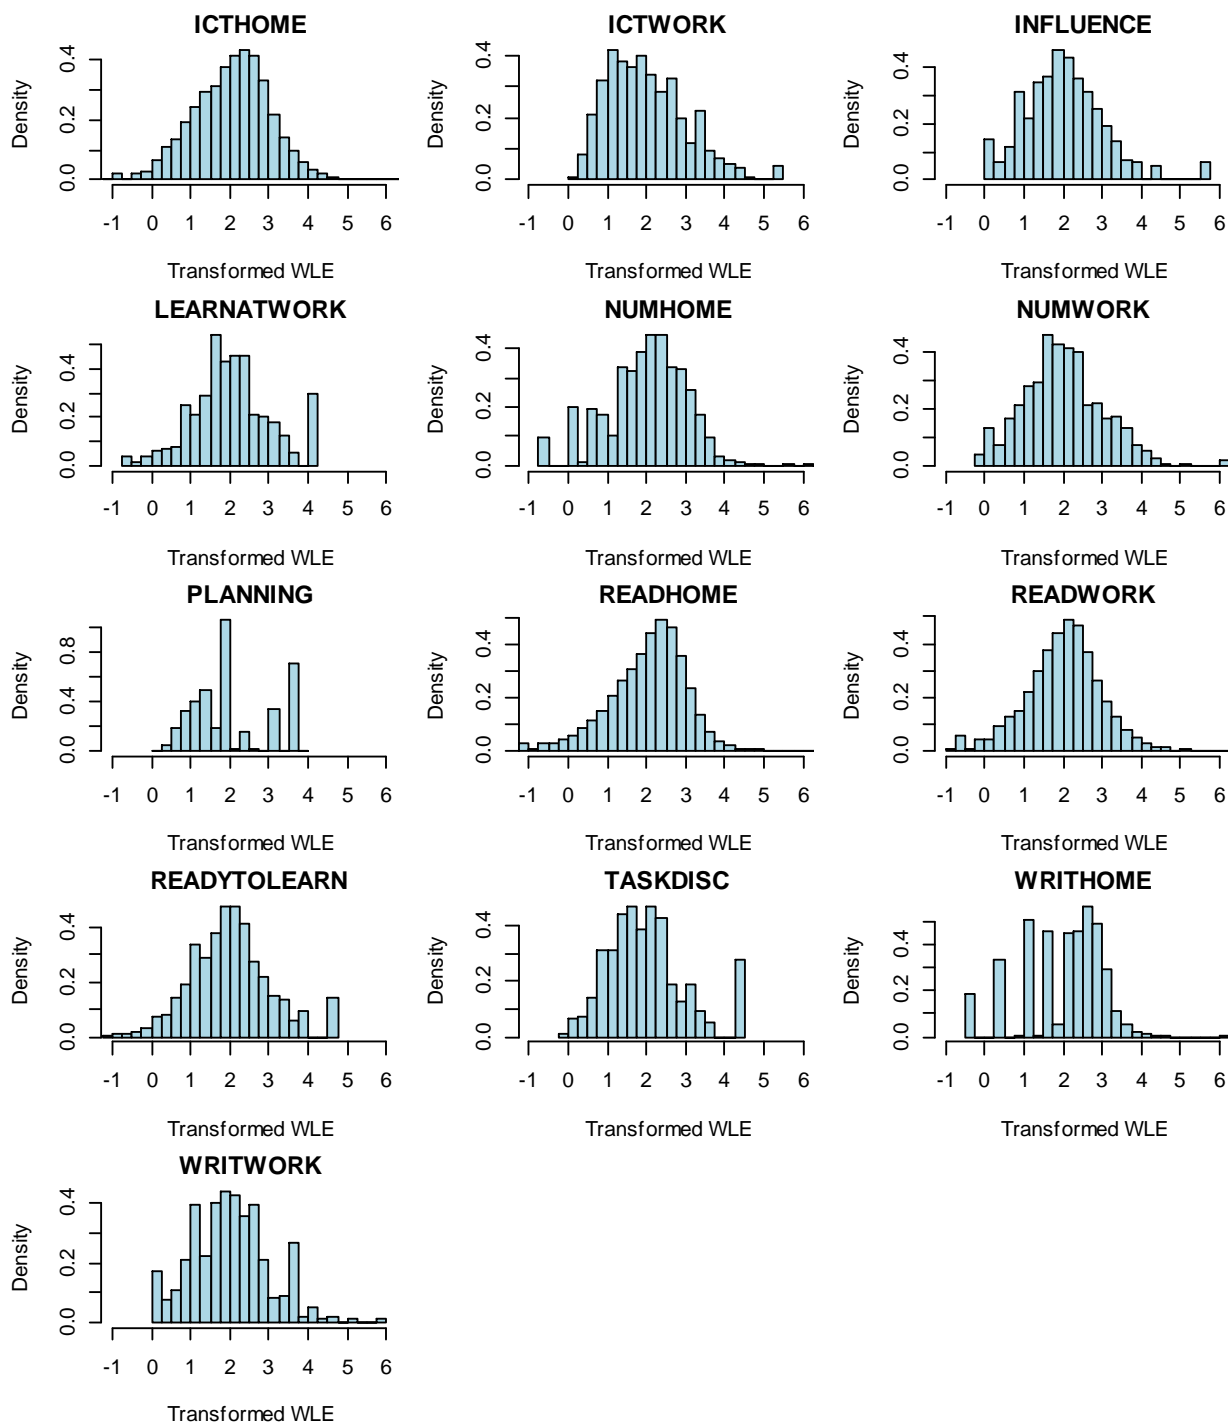 ICTHOME
Density
0.0 0.2 0.4
-1 0 1 2 3 4 5 6
Transformed WLE
ICTWORK
Density
0.0 0.2 0.4
-1 0 1 2 3 4 5 6
Transformed WLE
INFLUENCE
Density
0.0 0.2 0.4
-1 0 1 2 3 4 5 6
Transformed WLE
LEARNATWORK
Density
0.0 0.2 0.4
-1 0 1 2 3 4 5 6
Transformed WLE
NUMHOME
Density
0.0 0.2 0.4
-1 0 1 2 3 4 5 6
Transformed WLE
NUMWORK
Density
0.0 0.2 0.4
-1 0 1 2 3 4 5 6
Transformed WLE
PLANNING
Density
0.0 0.4 0.8
-1 0 1 2 3 4 5 6
Transformed WLE
READHOME
Density
0.0 0.2 0.4
-1 0 1 2 3 4 5 6
Transformed WLE
READWORK
Density
0.0 0.2 0.4
-1 0 1 2 3 4 5 6
Transformed WLE
READYTOLEARN
Density
0.0 0.2 0.4
-1 0 1 2 3 4 5 6
Transformed WLE
TASKDISC
Density
0.0 0.2 0.4
-1 0 1 2 3 4 5 6
Transformed WLE
WRITHOME
Density
0.0 0.2 0.4
-1 0 1 2 3 4 5 6
Transformed WLE
WRITWORK
Density
0.0 0.2 0.4
-1 0 1 2 3 4 5 6
Transformed WLE